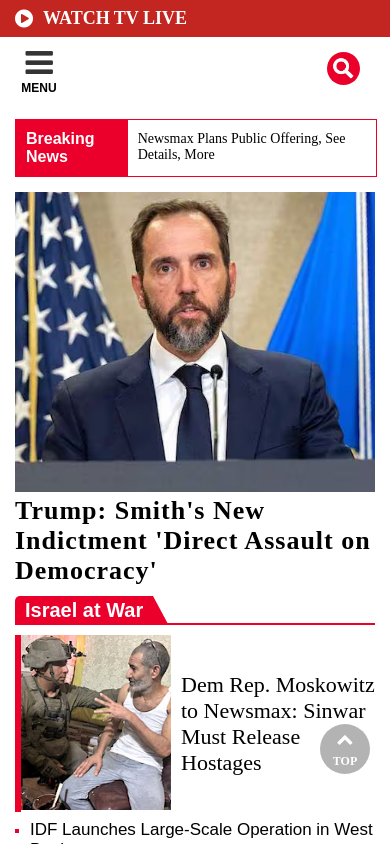 WATCH TV LIVE
MENU
Breaking
News
Newsmax Plans Public Offering, See
Details, More
Trump: Smith's New
Indictment 'Direct Assault on
Democracy'
Israel at War
Dem Rep. Moskowitz
to Newsmax: Sinwar
Must Release
Hostages
TOP
IDF Launches Large-Scale Operation in West